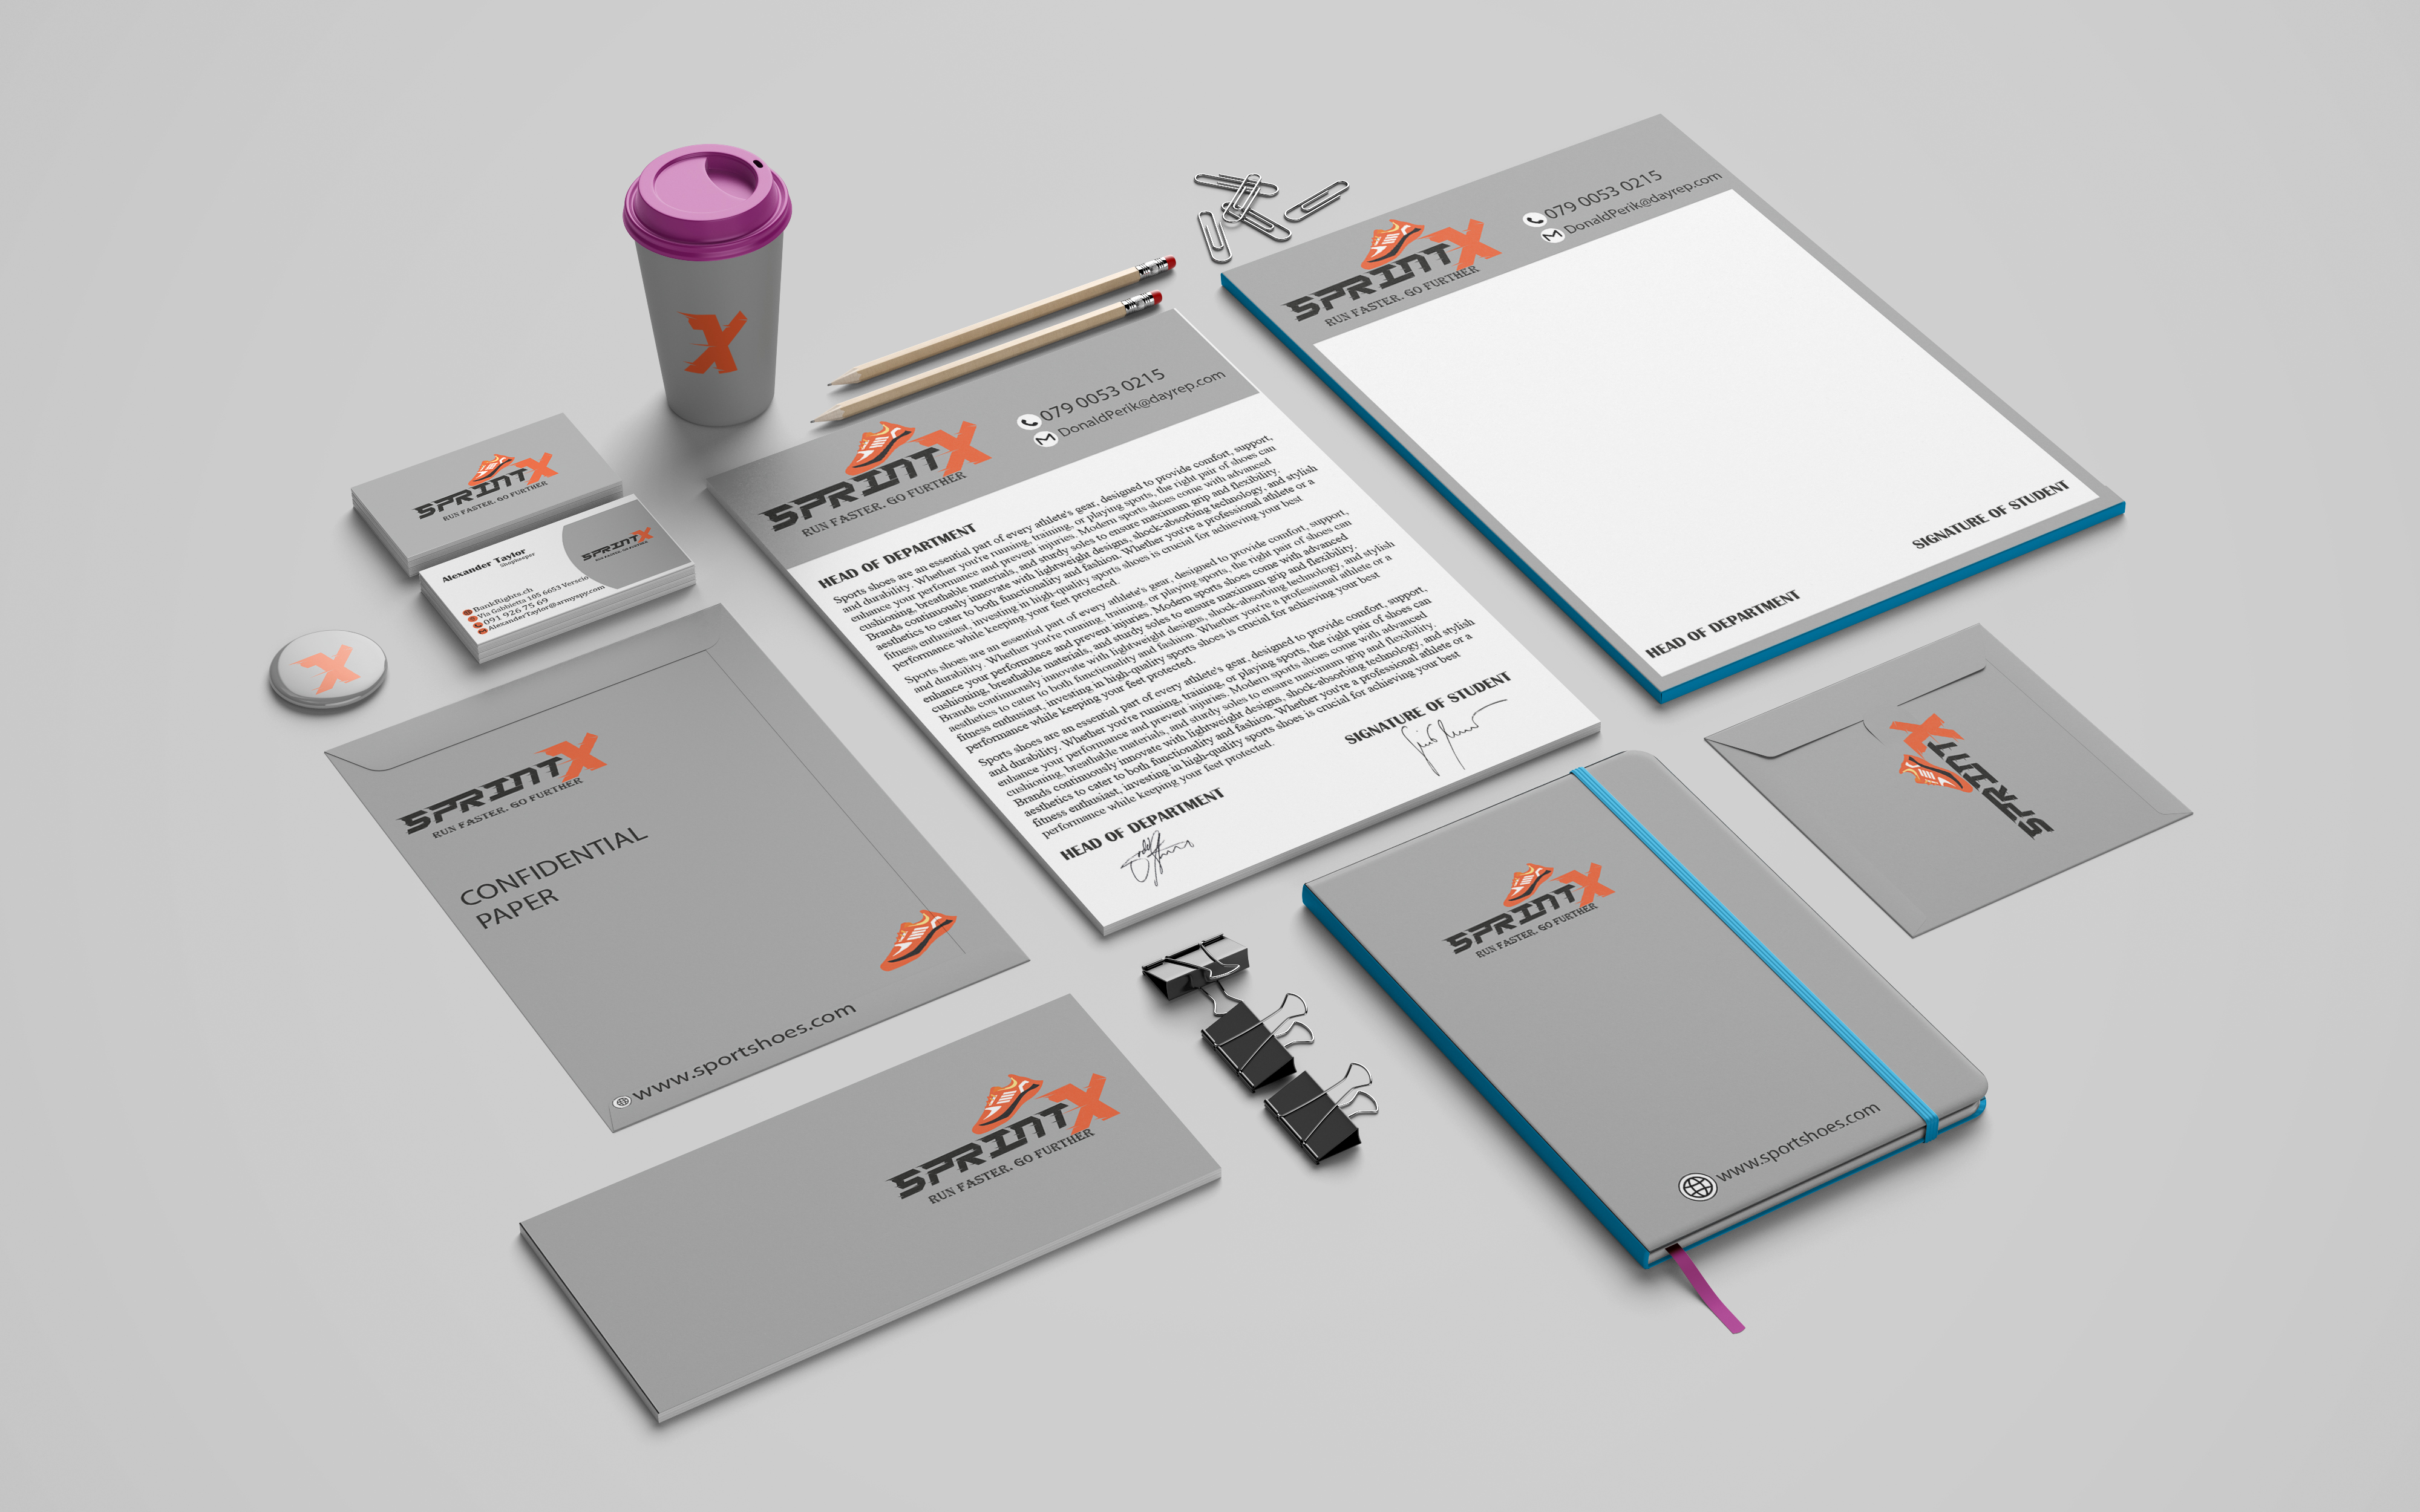 X
SPRINTX
RUN FASTER. GO FURTHER
079 0053 0215
DonaldPerik@dayrep.com
SIGNATURE OF STUDENT
HEAD OF DEPARTMENT
SPRINTX
RUN FASTER. GO FURTHER
079 0053 0215
DonaldPerik@dayrep.com
HEAD OF DEPARTMENT
Sports shoes are an essential part of every athlete's gear, designed to provide comfort, support,
and durability. Whether you're running, training, or playing sports, the right pair of shoes can
enhance your performance and prevent injuries. Modern sports shoes come with advanced
cushioning, breathable materials, and sturdy soles to ensure maximum grip and flexibility.
Brands continuously innovate with lightweight designs, shock-absorbing technology, and stylish
aesthetics to cater to both functionality and fashion. Whether you're a professional athlete or a
fitness enthusiast, investing in high-quality sports shoes is crucial for achieving your best
performance while keeping your feet protected.
Sports shoes are an essential part of every athlete's gear, designed to provide comfort, support,
and durability. Whether you're running, training, or playing sports, the right pair of shoes can
enhance your performance and prevent injuries. Modern sports shoes come with advanced
cushioning, breathable materials, and sturdy soles to ensure maximum grip and flexibility.
Brands continuously innovate with lightweight designs, shock-absorbing technology, and stylish
aesthetics to cater to both functionality and fashion. Whether you're a professional athlete or a
fitness enthusiast, investing in high-quality sports shoes is crucial for achieving your best
performance while keeping your feet protected.
Sports shoes are an essential part of every athlete's gear, designed to provide comfort, support,
and durability. Whether you're running, training, or playing sports, the right pair of shoes can
enhance your performance and prevent injuries. Modern sports shoes come with advanced
cushioning, breathable materials, and sturdy soles to ensure maximum grip and flexibility.
Brands continuously innovate with lightweight designs, shock-absorbing technology, and stylish
aesthetics to cater to both functionality and fashion. Whether you're a professional athlete or a
fitness enthusiast, investing in high-quality sports shoes is crucial for achieving your best
performance while keeping your feet protected.
SIGNATURE OF STUDENT
HEAD OF DEPARTMENT
SPRINTX
RUN FASTER. GO FURTHER
Alexander Taylor
Shopkeeper
SPRINTX
RUN FASTER. GO FURTHER
BankRights.ch
Via Gabbietta 105 6653 Verscio
091 926 75 69
AlexanderTaylor@armyspy.com
X
SPRINTX
RUN FASTER. GO FURTHER
CONFIDENTIAL
PAPER
www.sportshoes.com
SPRINTX
SPRINTX
RUN FASTER. GO FURTHER
www.sportshoes.com
SPRINTX
RUN FASTER. GO FURTHER